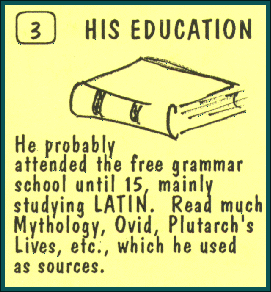 3 HIS EDUCATION
He probably
attended the free grammar
school until 15, mainly
studying LATIN. Read much
Mythology, Ovid, Plutarch's
Lives, etc., which he used
as sources.